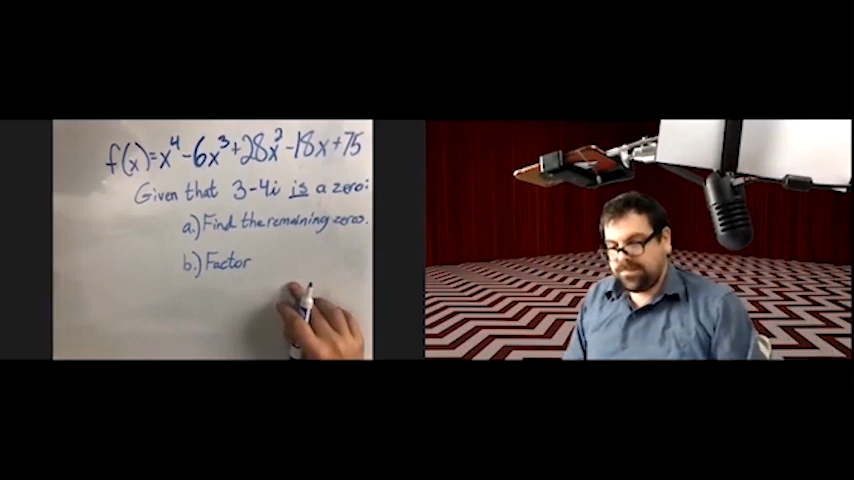 f(x)=x⁴-6x³+28x²-18x+75
Given that 3-4i is a zero:
a.) Find the remaining zeros.
b.) Factor